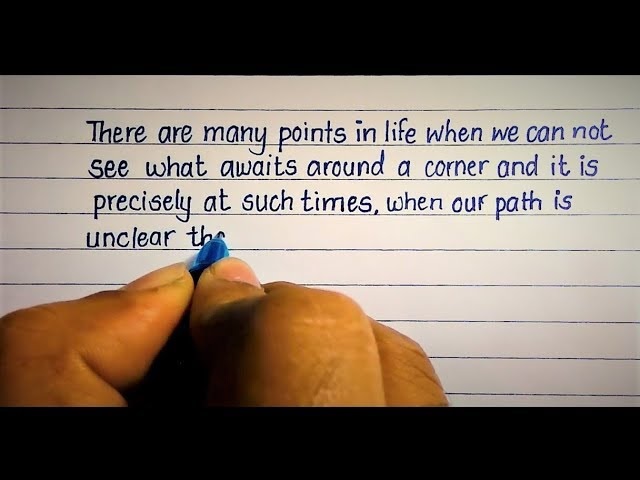 There are many points in life when we can not
see what awaits around a corner and it is
precisely at such times, when our path is
unclear th